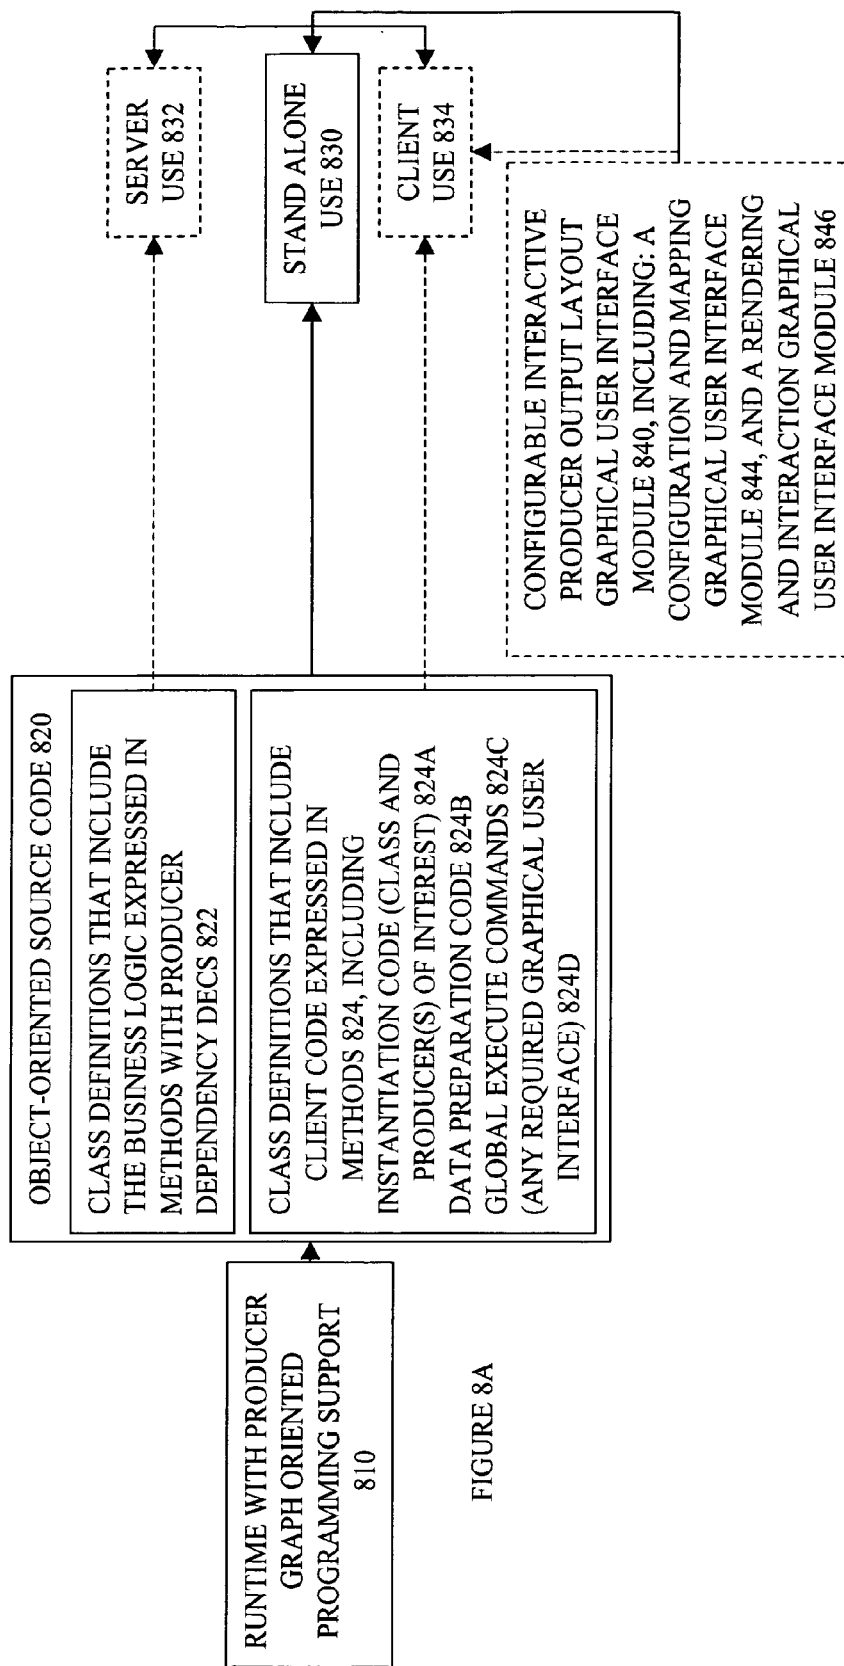 RUNTIME WITH PRODUCER
GRAPH ORIENTED
PROGRAMMING SUPPORT
810
OBJECT-ORIENTED SOURCE CODE 820
CLASS DEFINITIONS THAT INCLUDE
THE BUSINESS LOGIC EXPRESSED IN
METHODS WITH PRODUCER
DEPENDENCY DECS 822
CLASS DEFINITIONS THAT INCLUDE
CLIENT CODE EXPRESSED IN
METHODS 824, INCLUDING
INSTANTIATION CODE (CLASS AND
PRODUCER(S) OF INTEREST) 824A
DATA PREPARATION CODE 824B
GLOBAL EXECUTE COMMANDS 824C
(ANY REQUIRED GRAPHICAL USER
INTERFACE) 824D
SERVER
USE 832
STAND ALONE
USE 830
CLIENT
USE 834
CONFIGURABLE INTERACTIVE
PRODUCER OUTPUT LAYOUT
GRAPHICAL USER INTERFACE
MODULE 840, INCLUDING: A
CONFIGURATION AND MAPPING
GRAPHICAL USER INTERFACE
MODULE 844, AND A RENDERING
AND INTERACTION GRAPHICAL
USER INTERFACE MODULE 846
FIGURE 8A